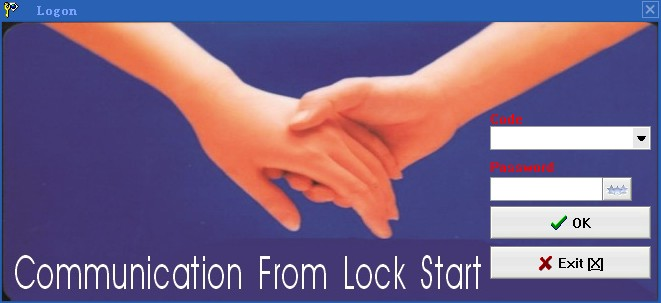 Logon
Code
Password
OK
Exit [X]
Communication From Lock Start